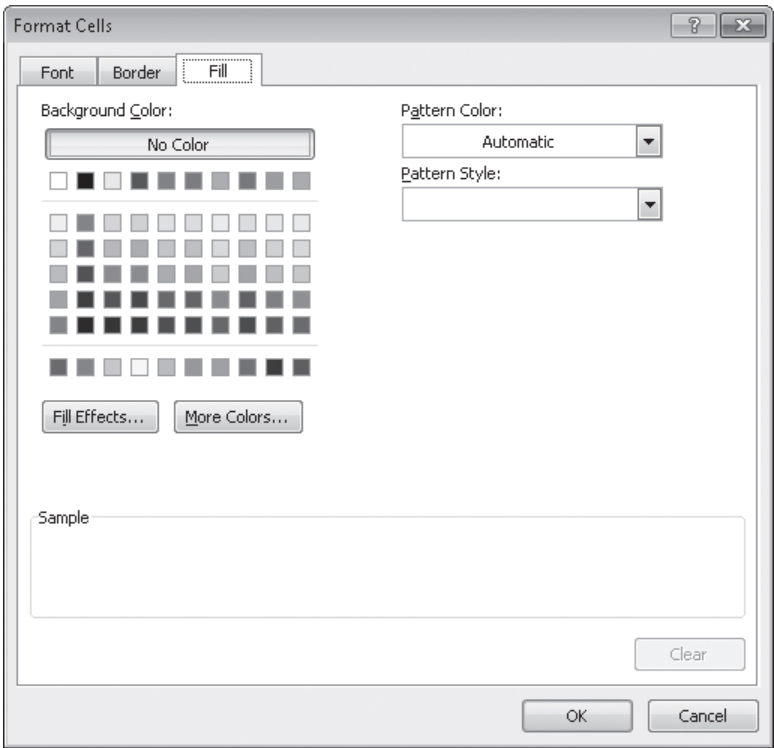 Format Cells
Font Border Fill
Background Color:
No Color
Pattern Color:
Automatic
Pattern Style:
Fill Effects...
More Colors...
Sample
Clear
OK
Cancel